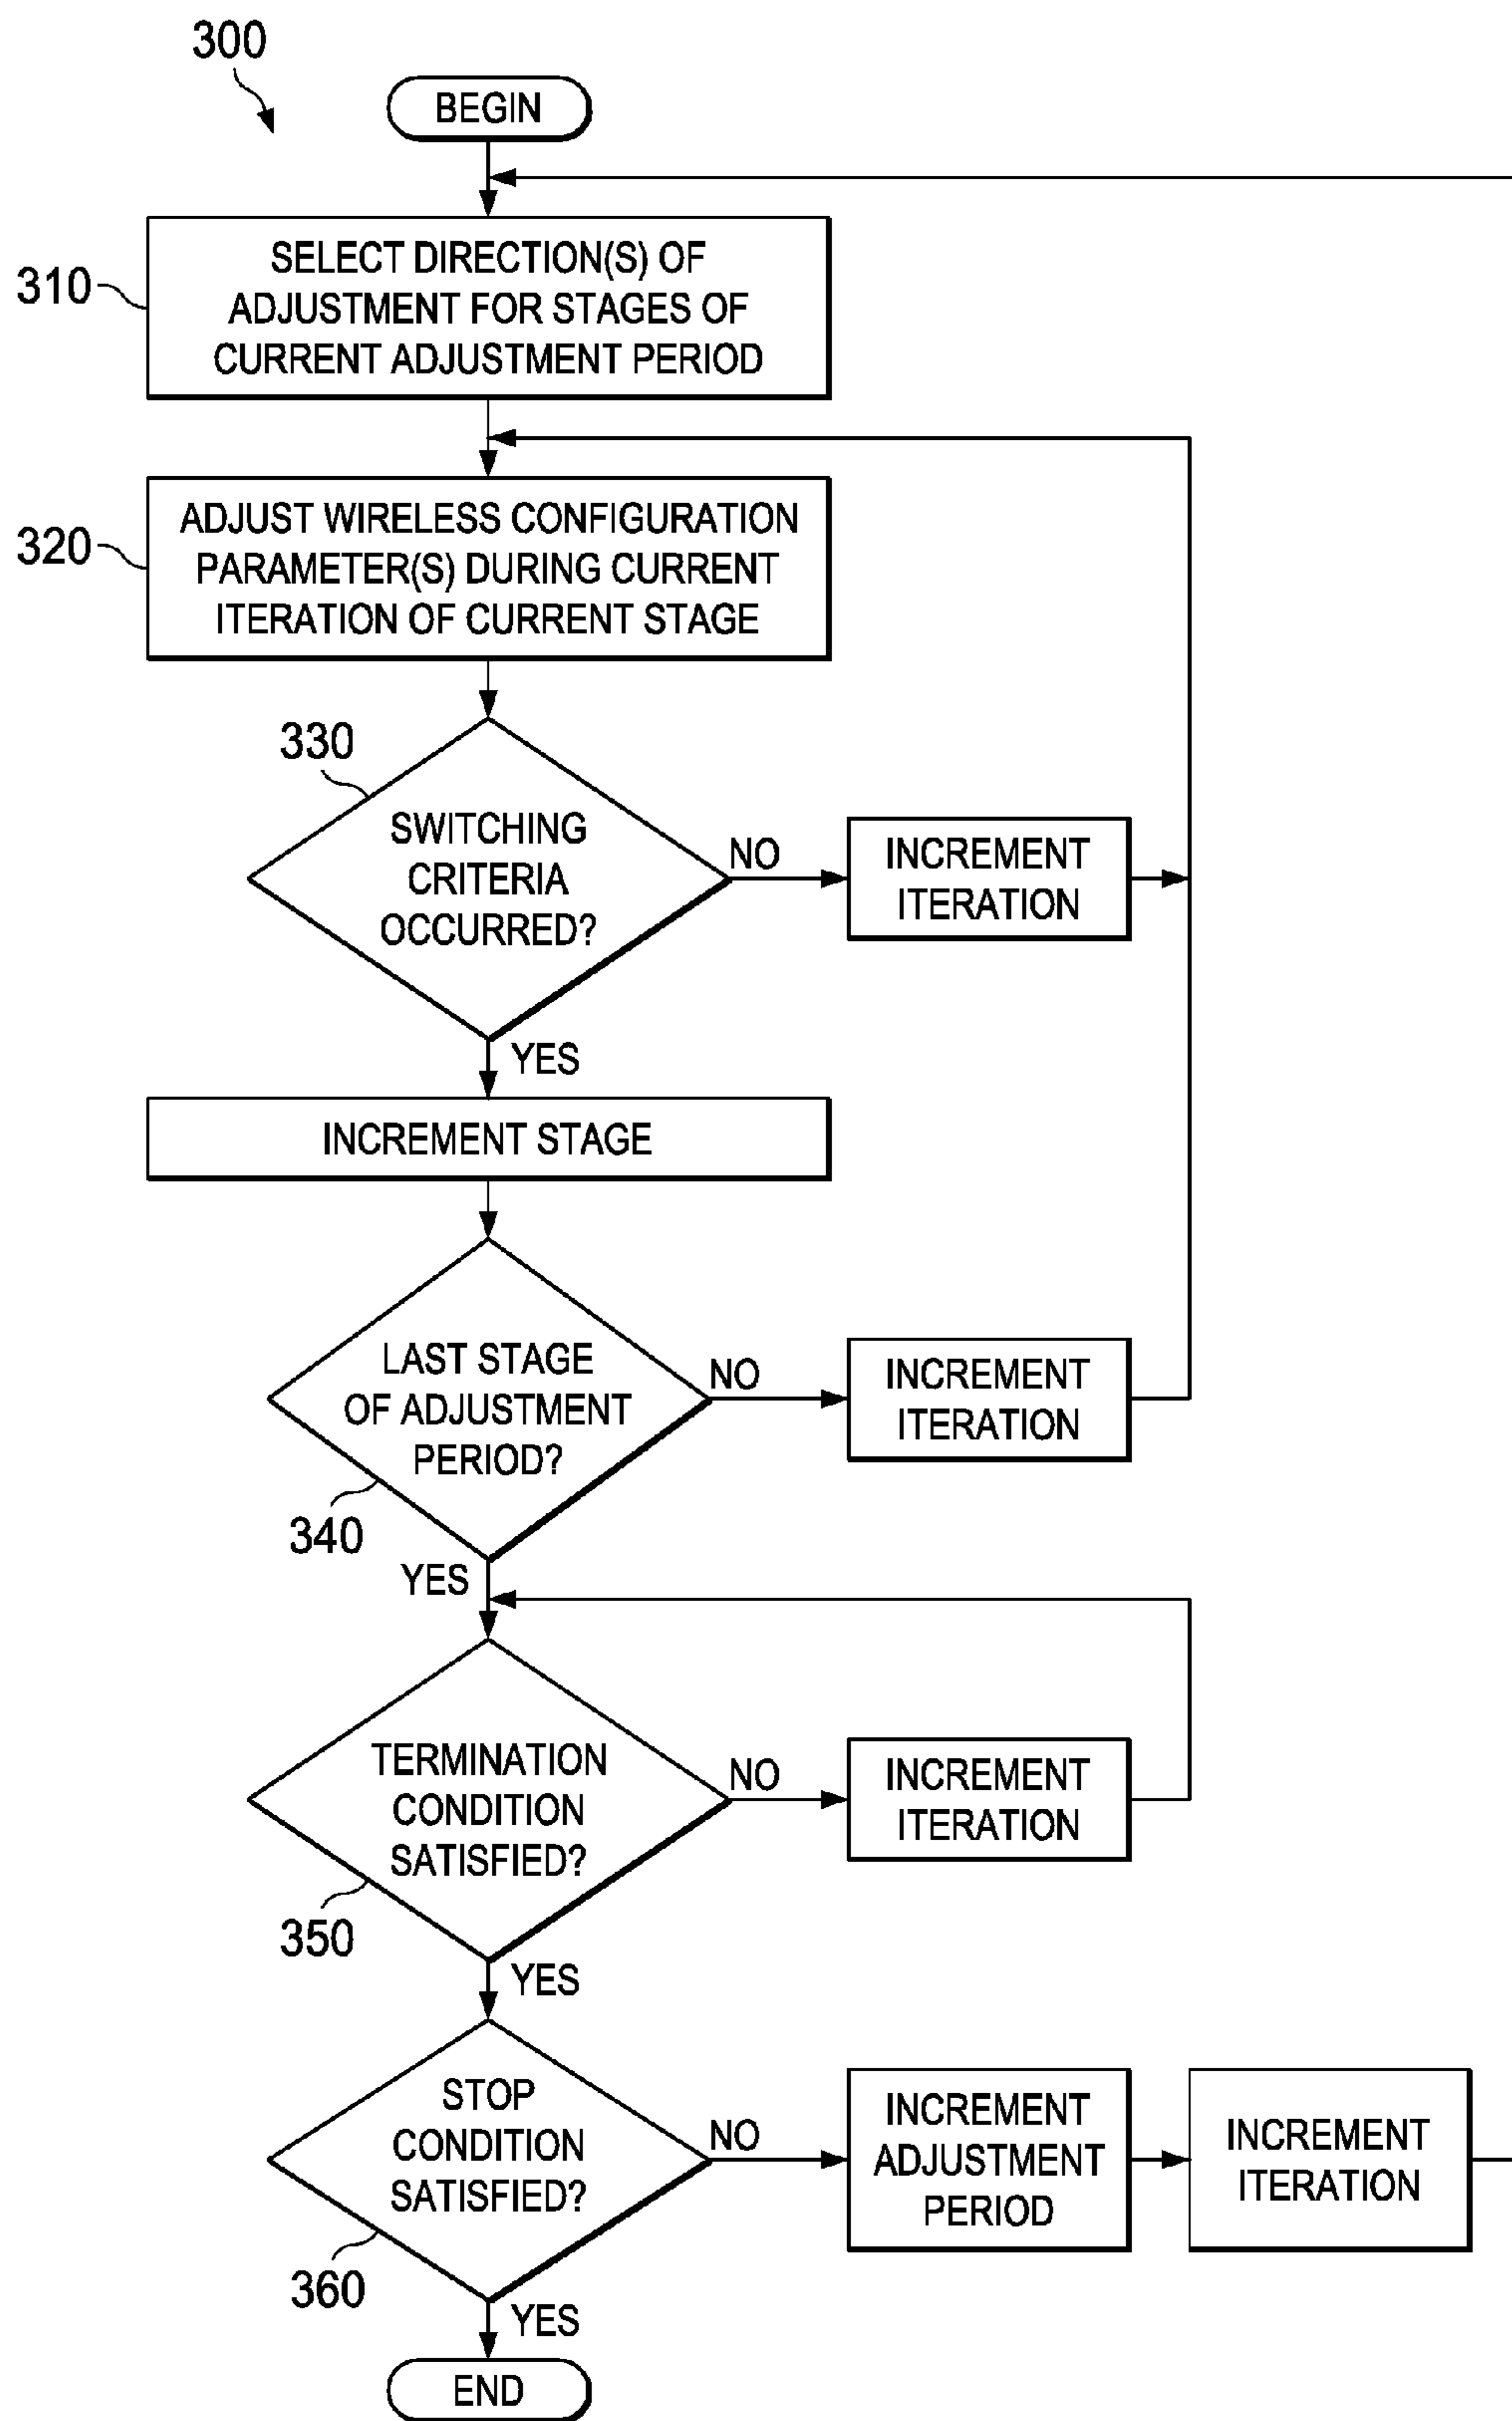 300
BEGIN
310
SELECT DIRECTION(S) OF
ADJUSTMENT FOR STAGES OF
CURRENT ADJUSTMENT PERIOD
320
ADJUST WIRELESS CONFIGURATION
PARAMETER(S) DURING CURRENT
ITERATION OF CURRENT STAGE
330
SWITCHING
CRITERIA
OCCURRED?
NO
INCREMENT
ITERATION
YES
INCREMENT STAGE
LAST STAGE
OF ADJUSTMENT
PERIOD?
NO
INCREMENT
ITERATION
340
YES
TERMINATION
CONDITION
SATISFIED?
NO
INCREMENT
ITERATION
350
YES
STOP
CONDITION
SATISFIED?
NO
INCREMENT
ADJUSTMENT
PERIOD
INCREMENT
ITERATION
360
YES
END